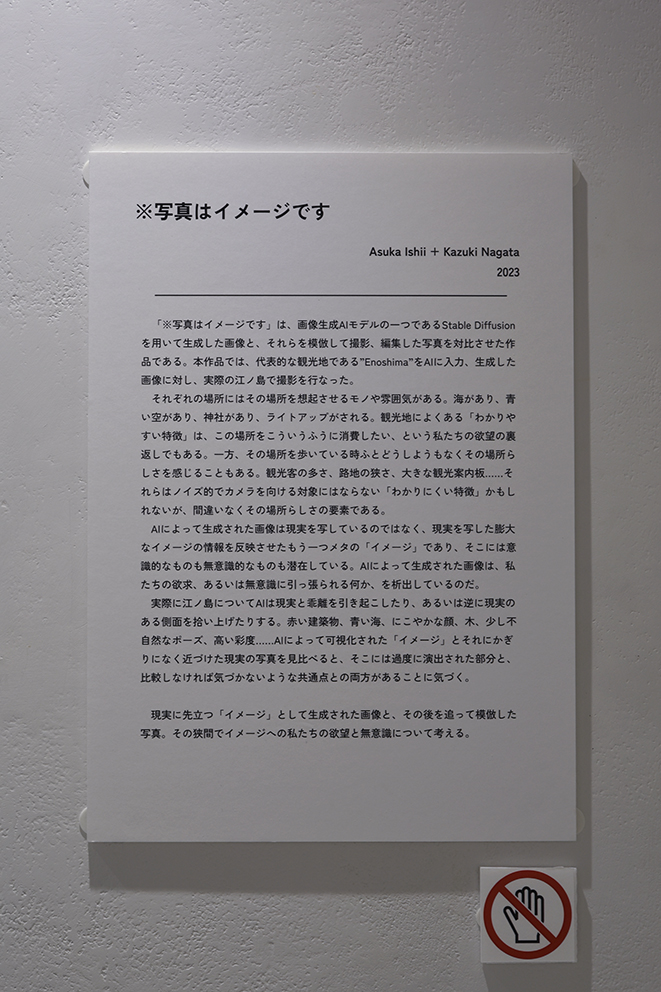 ※写真はイメージです
Asuka Ishii + Kazuki Nagata
2023
「※写真はイメージです」は、画像生成AIモデルの一つであるStable Diffusion
を用いて生成した画像と、それらを模倣して撮影、編集した写真を対比させた作
品である。本作品では、代表的な観光地である”Enoshima”をAIに入力、生成した
画像に対し、実際の江ノ島で撮影を行なった。
それぞれの場所にはその場所を想起させるモノや雰囲気がある。海があり、青
い空があり、神社があり、ライトアップがされる。観光地によくある「わかりや
すい特徴」は、この場所をこういうふうに消費したい、という私たちの欲望の裏
返しでもある。一方、その場所を歩いている時ふとどうしようもなくその場所ら
しさを感じることもある。観光客の多さ、路地の狭さ、大きな観光案内板……そ
れらはノイズ的でカメラを向ける対象にはならない「わかりにくい特徴」かもし
れないが、間違いなくその場所らしさの要素である。
AIによって生成された画像は現実を写しているのではなく、現実を写した膨大
なイメージの情報を反映させたもう一つメタの「イメージ」であり、そこには意
識的なものも無意識的なものも潜在している。AIによって生成された画像は、私
たちの欲求、あるいは無意識に引っ張られる何か、を析出しているのだ。
実際に江ノ島についてAIは現実と乖離を引き起こしたり、あるいは逆に現実の
ある側面を拾い上げたりする。赤い建築物、青い海、にこやかな顔、木、少し不
自然なポーズ、高い彩度……AIによって可視化された「イメージ」とそれにかぎ
りになく近づけた現実の写真を見比べると、そこには過度に演出された部分と、
比較しなければ気づかないような共通点との両方があることに気づく。
現実に先立つ「イメージ」として生成された画像と、その後を追って模倣した
写真。その狭間でイメージへの私たちの欲望と無意識について考える。